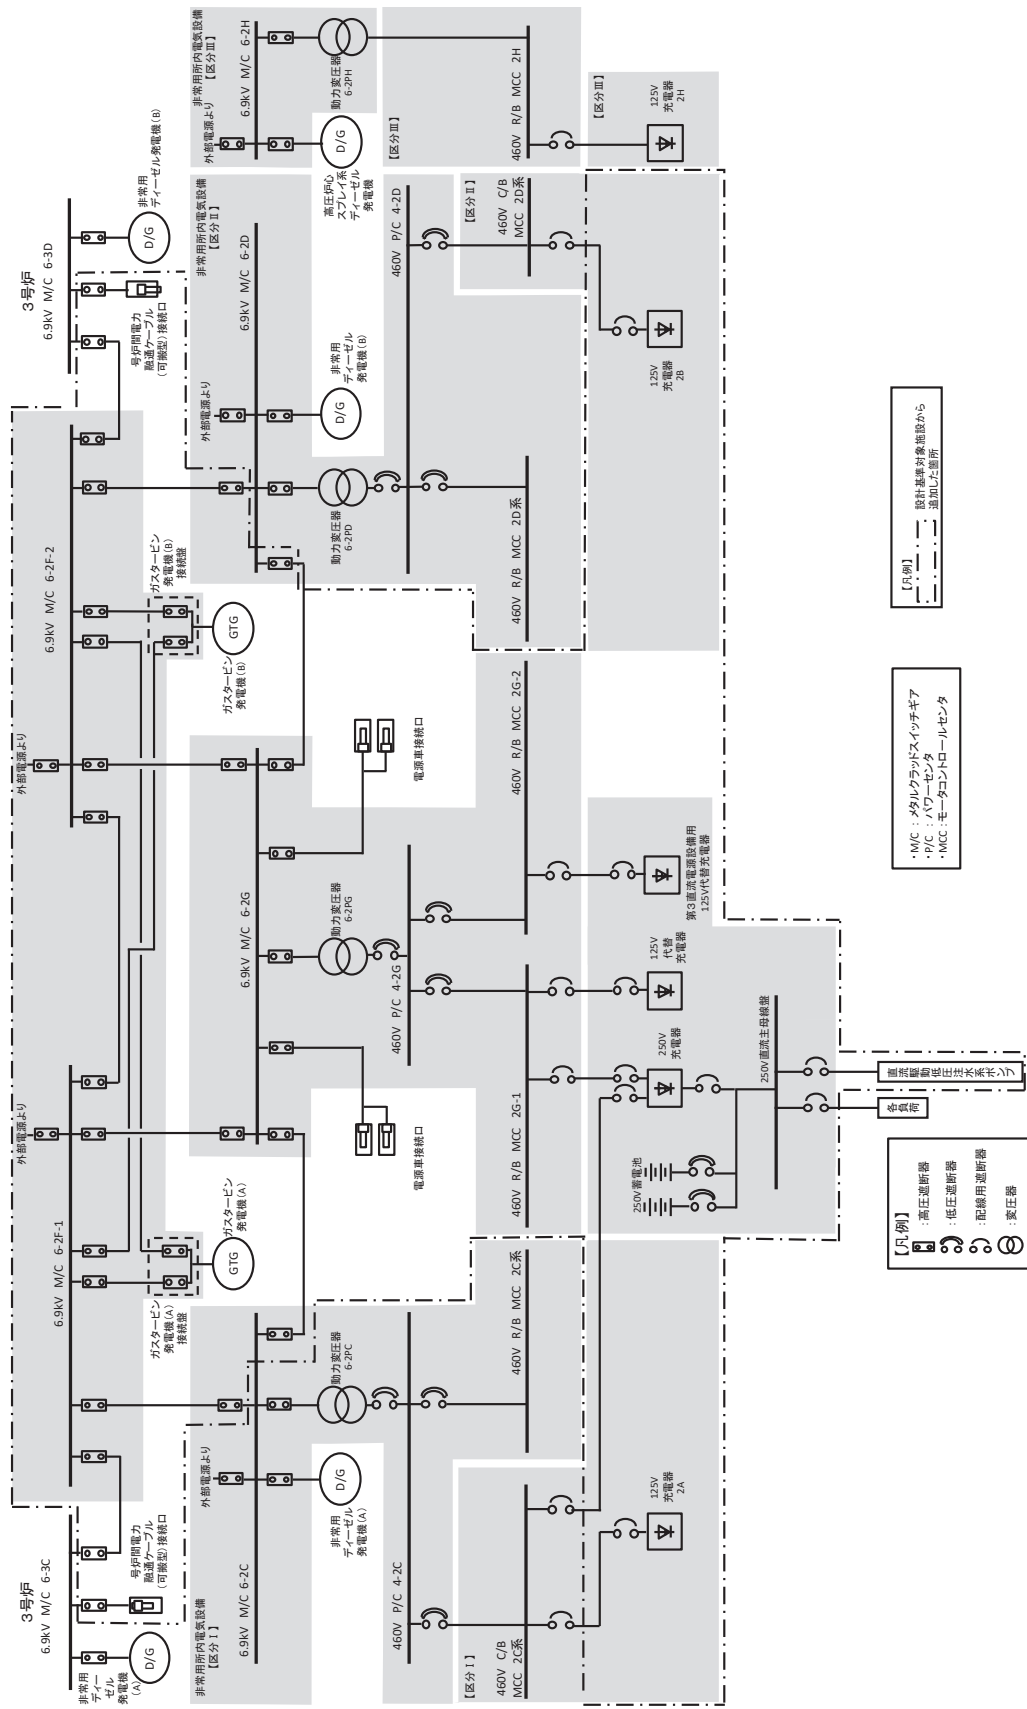 3号炉
6.9kV M/C 6-3C
非常用
ディー
ゼル
発電機
(A)
D/G
号炉間電力
融通ケーブル
(可搬型)接続口
外部電源より
6.9kV M/C 6-2F-1
ガスタービン
発電機(A)
接続盤
GTG
ガスタービン
発電機(A)
外部電源より
6.9kV M/C 6-2F-2
ガスタービン
発電機(B)
接続盤
GTG
ガスタービン
発電機(B)
3号炉
6.9kV M/C 6-3D
号炉間電力
融通ケーブル
(可搬型)接続口
非常用
ディーゼル発電機(B)
D/G
非常用所内電気設備
【区分Ⅰ】
6.9kV M/C 6-2C
外部電源より
非常用
ディーゼル
発電機(A)
D/G
動力変圧器
6-2PC
460V P/C 4-2C
【区分Ⅰ】
460V C/B
MCC 2C系
460V R/B MCC 2C系
125V
充電器
2A
6.9kV M/C 6-2G
電源車接続口
動力変圧器
6-2PG
電源車接続口
460V P/C 4-2G
460V R/B MCC 2G-1
460V R/B MCC 2G-2
250V蓄電池
250V
充電器
125V
代替
充電器
第3直流電源設備用
125V代替充電器
250V直流主母線盤
各負荷
直流駆動低圧注水系ポンプ
非常用所内電気設備
【区分Ⅱ】
6.9kV M/C 6-2D
外部電源より
動力変圧器
6-2PD
非常用
ディーゼル
発電機(B)
D/G
460V P/C 4-2D
460V R/B MCC 2D系
【区分Ⅱ】
460V C/B
MCC 2D系
125V
充電器
2B
非常用所内電気設備
【区分Ⅲ】
6.9kV M/C 6-2H
外部電源より
高圧炉心
スプレイ系
ディーゼル
発電機
D/G
動力変圧器
6-2PH
【区分Ⅲ】
460V R/B MCC 2H
【区分Ⅲ】
125V
充電器
2H
【凡例】
：高圧遮断器
：低圧遮断器
：配線用遮断器
：変圧器
・M/C ：メタルクラッドスイッチギア
・P/C ：パワーセンタ
・MCC：モータコントロールセンタ
【凡例】
設計基準対象施設から
追加した箇所